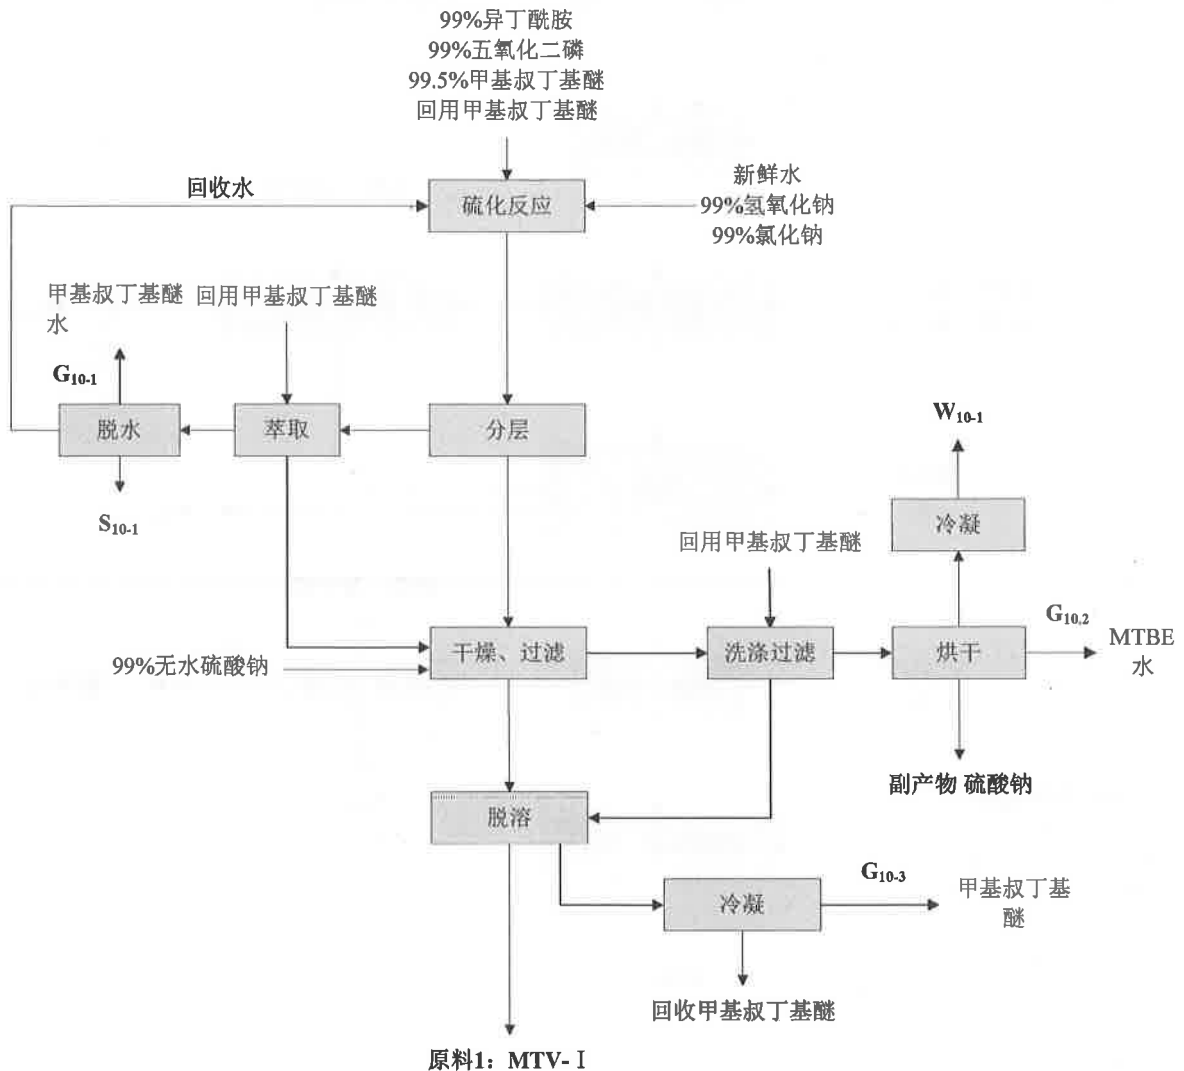 99%异丁酰胺
99%五氧化二磷
99.5%甲基叔丁基醚
回用甲基叔丁基醚
回收水
硫化反应
新鲜水
99%氢氧化钠
99%氯化钠
甲基叔丁基醚
水
回用甲基叔丁基醚
G10-1
脱水
萃取
分层
W10-1
S10-1
冷凝
回用甲基叔丁基醚
G10,2
干燥、过滤
洗涤过滤
烘干
MTBE
水
99%无水硫酸钠
副产物 硫酸钠
脱溶
G10-3
冷凝
甲基叔丁基
醚
回收甲基叔丁基醚
原料1：MTV-Ⅰ